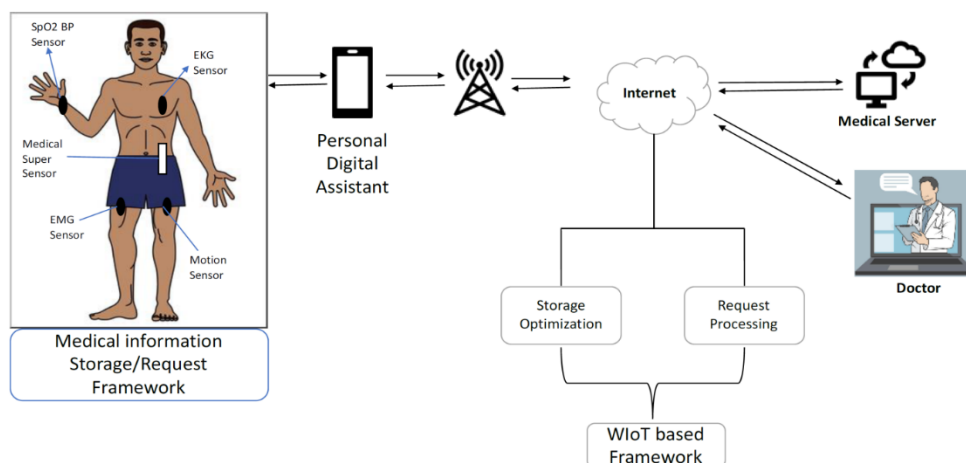 SpO2 BP
Sensor
EKG
Sensor
Medical
Super
Sensor
EMG
Sensor
Motion
Sensor
Medical information
Storage/Request
Framework
Personal
Digital
Assistant
Internet
Medical Server
Doctor
Storage
Optimization
Request
Processing
WIoT based
Framework